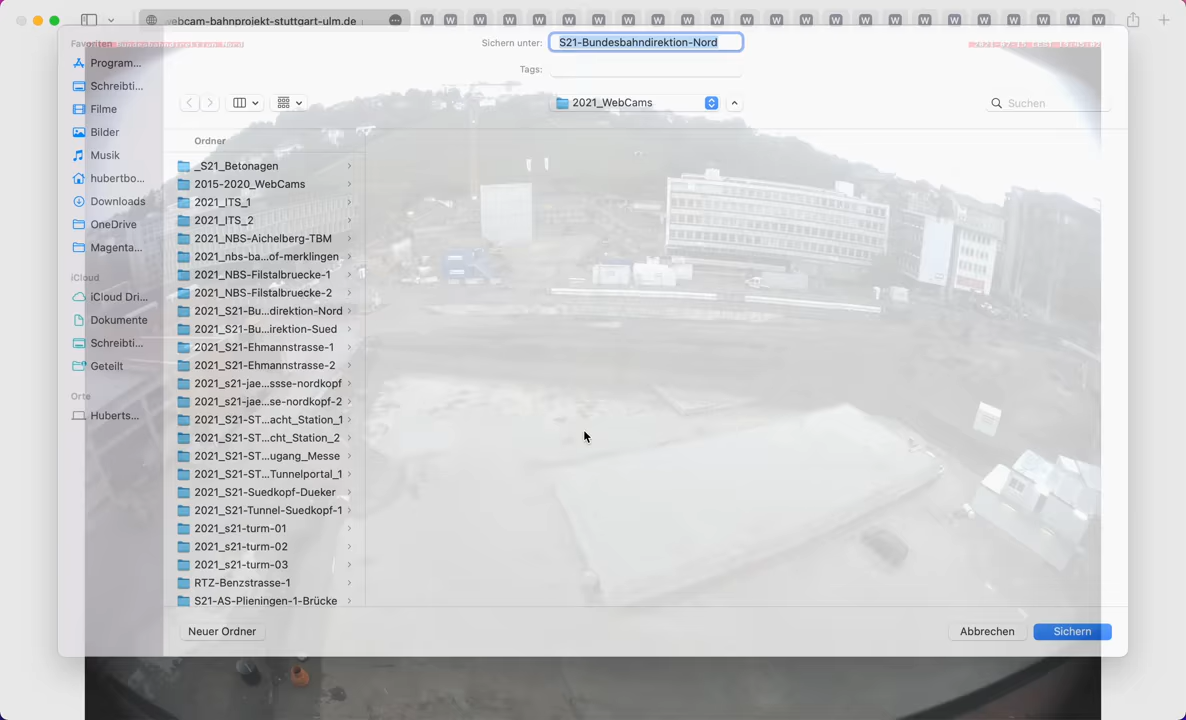 webcam-bahnprojekt-stuttgart-ulm.de
W W W W W W W W W W W W W W W W W W W W W W W W
Favoriten
Program...
Schreibti...
Filme
Bilder
Musik
hubertbo...
Downloads
OneDrive
Magenta...
iCloud
iCloud Dri...
Dokumente
Schreibti...
Geteilt
Orte
Huberts...
Sichern unter: S21-Bundesbahndirektion-Nord
Tags:
2021_WebCams
Suchen
Ordner
_S21_Betonagen
2015-2020_WebCams
2021_ITS_1
2021_ITS_2
2021_NBS-Aichelberg-TBM
2021_nbs-ba...of-merklingen
2021_NBS-Filstalbruecke-1
2021_NBS-Filstalbruecke-2
2021_S21-Bu...direktion-Nord
2021_S21-Bu...irektion-Sued
2021_S21-Ehmannstrasse-1
2021_S21-Ehmannstrasse-2
2021_s21-jae...ssse-nordkopf
2021_s21-jae...se-nordkopf-2
2021_S21-ST...acht_Station_1
2021_S21-ST...cht_Station_2
2021_S21-ST...ugang_Messe
2021_S21-ST...Tunnelportal_1
2021_S21-Suedkopf-Dueker
2021_S21-Tunnel-Suedkopf-1
2021_s21-turm-01
2021_s21-turm-02
2021_s21-turm-03
RTZ-Benzstrasse-1
S21-AS-Plieningen-1-Brücke
Neuer Ordner
Abbrechen
Sichern